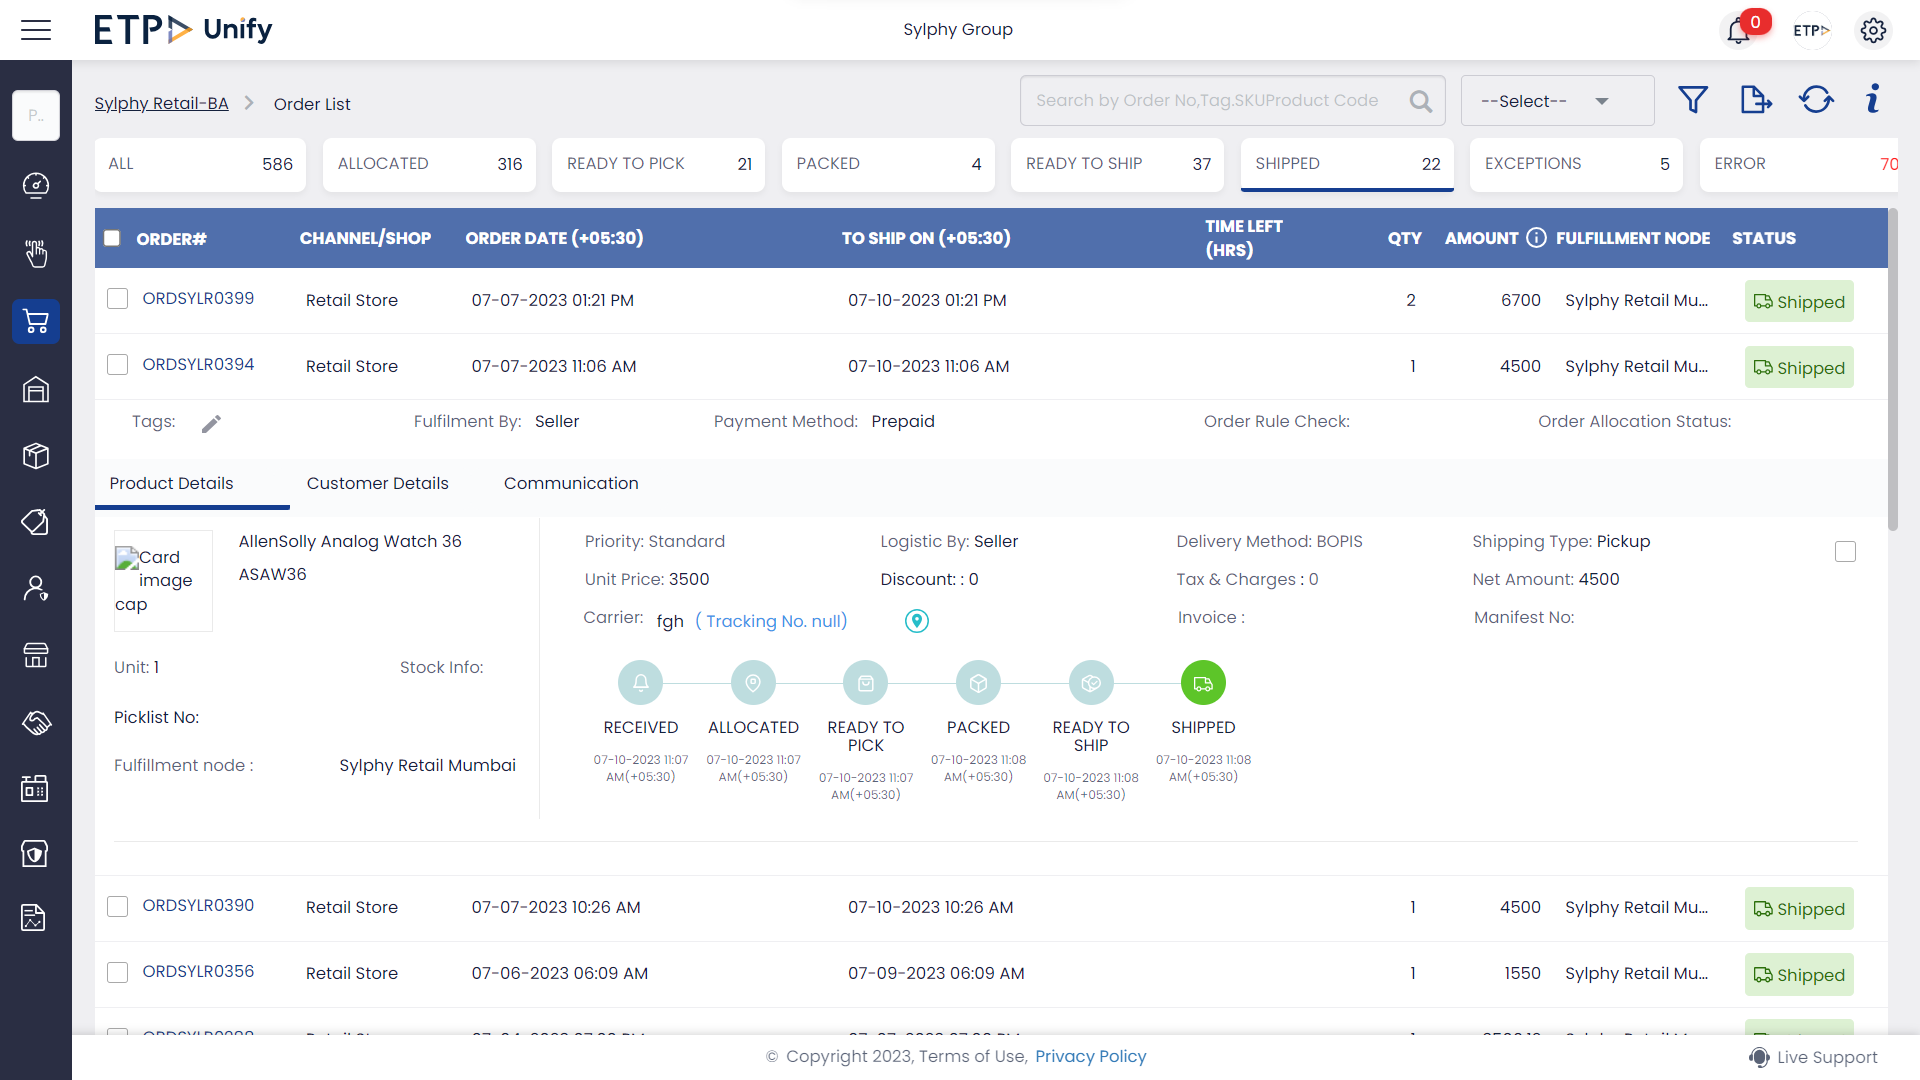 ETP Unify
Sylphy Group
0
ETP
P..
Sylphy Retail-BA > Order List
Search by Order No,Tag.SKUProduct Code
--Select--
ALL 586
ALLOCATED 316
READY TO PICK 21
PACKED 4
READY TO SHIP 37
SHIPPED 22
EXCEPTIONS 5
ERROR 70
ORDER# CHANNEL/SHOP ORDER DATE (+05:30) TO SHIP ON (+05:30) TIME LEFT (HRS) QTY AMOUNT FULFILLMENT NODE STATUS
ORDSYLR0399 Retail Store 07-07-2023 01:21 PM 07-10-2023 01:21 PM 2 6700 Sylphy Retail Mu... Shipped
ORDSYLR0394 Retail Store 07-07-2023 11:06 AM 07-10-2023 11:06 AM 1 4500 Sylphy Retail Mu... Shipped
Tags: Fulfilment By: Seller Payment Method: Prepaid Order Rule Check: Order Allocation Status:
Product Details Customer Details Communication
Card image cap
AllenSolly Analog Watch 36
ASAW36
Unit: 1 Stock Info:
Picklist No:
Fulfillment node : Sylphy Retail Mumbai
Priority: Standard Logistic By: Seller Delivery Method: BOPIS Shipping Type: Pickup
Unit Price: 3500 Discount: : 0 Tax & Charges : 0 Net Amount: 4500
Carrier: fgh ( Tracking No. null) Invoice : Manifest No:
RECEIVED
07-10-2023 11:07
AM(+05:30)
ALLOCATED
07-10-2023 11:07
AM(+05:30)
READY TO
PICK
07-10-2023 11:07
AM(+05:30)
PACKED
07-10-2023 11:08
AM(+05:30)
READY TO
SHIP
07-10-2023 11:08
AM(+05:30)
SHIPPED
07-10-2023 11:08
AM(+05:30)
ORDSYLR0390 Retail Store 07-07-2023 10:26 AM 07-10-2023 10:26 AM 1 4500 Sylphy Retail Mu... Shipped
ORDSYLR0356 Retail Store 07-06-2023 06:09 AM 07-09-2023 06:09 AM 1 1550 Sylphy Retail Mu... Shipped
© Copyright 2023, Terms of Use, Privacy Policy
Live Support